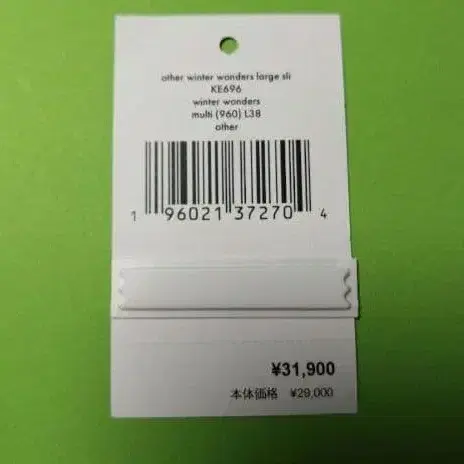 other winter wonders large sli
KE696
winter wonders
multi (960) L38
other
1 96021 37270 4
¥31,900
本体価格 ¥29,000